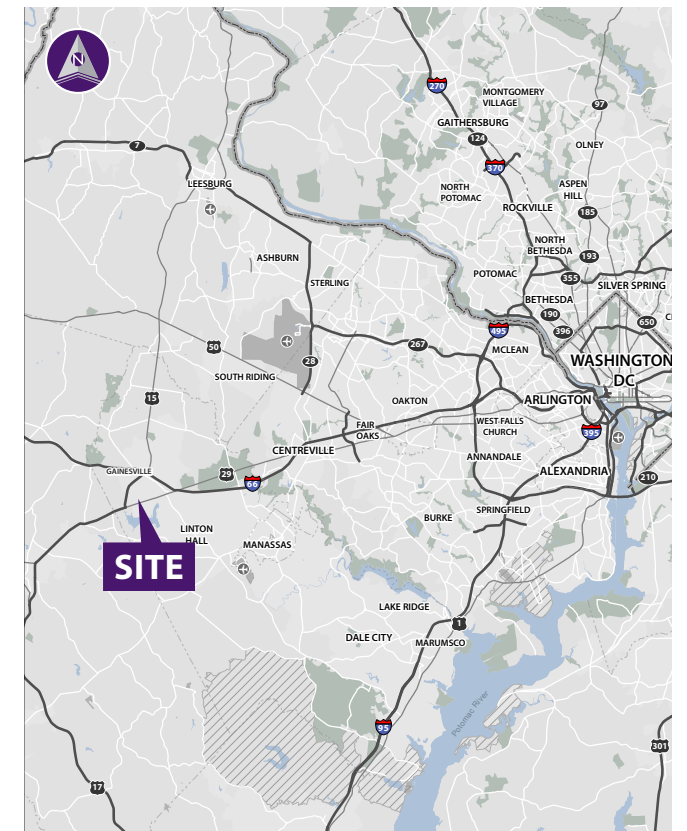 N
270
MONTGOMERY
VILLAGE
97
GAITHERSBURG
124
OLNEY
7
370
LEESBURG
NORTH
POTOMAC
ASPEN
HILL
ROCKVILLE
185
NORTH
BETHESDA
193
ASHBURN
POTOMAC
355
STERLING
SILVER SPRING
BETHESDA
190
495
396
650
50
267
MCLEAN
28
WASHINGTON
DC
SOUTH RIDING
15
OAKTON
ARLINGTON
FAIR
OAKS
WEST FALLS
CHURCH
395
CENTREVILLE
ANNANDALE
GAINESVILLE
29
ALEXANDRIA
66
210
SPRINGFIELD
BURKE
LINTON
HALL
MANASSAS
SITE
LAKE RIDGE
1
DALE CITY
MARUMSCO
Potomac River
95
301
17